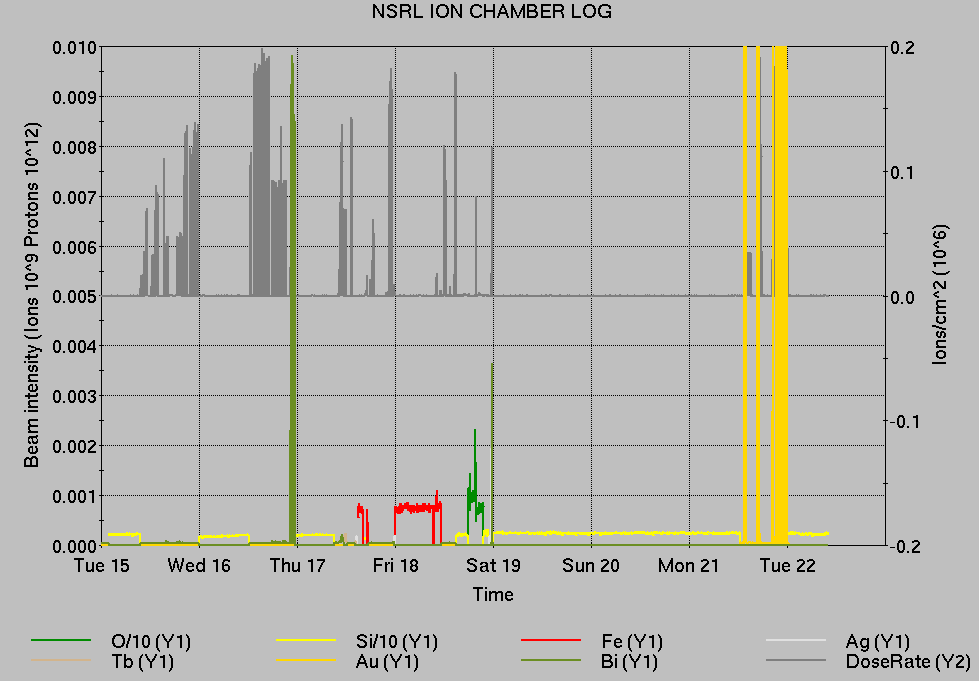 NSRL ION CHAMBER LOG
Beam intensity (Ions 10^9 Protons 10^12)
0.010
0.009
0.008
0.007
0.006
0.005
0.004
0.003
0.002
0.001
0.000
0.2
0.1
0.0
-0.1
-0.2
Ions/cm^2 (10^6)
Tue 15 Wed 16 Thu 17 Fri 18 Sat 19 Sun 20 Mon 21 Tue 22
Time
O/10 (Y1) Si/10 (Y1) Fe (Y1) Ag (Y1)
Tb (Y1) Au (Y1) Bi (Y1) DoseRate (Y2)